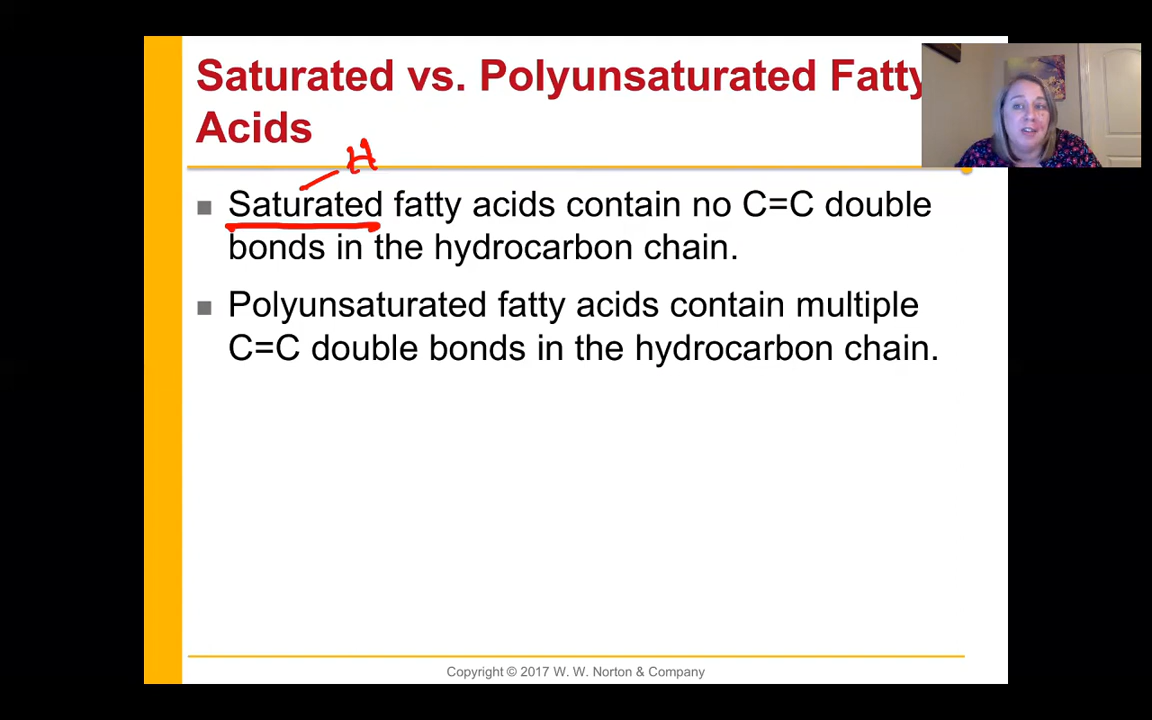 Saturated vs. Polyunsaturated Fatty
Acids
H
■ Saturated fatty acids contain no C=C double
bonds in the hydrocarbon chain.
■ Polyunsaturated fatty acids contain multiple
C=C double bonds in the hydrocarbon chain.
Copyright © 2017 W. W. Norton & Company